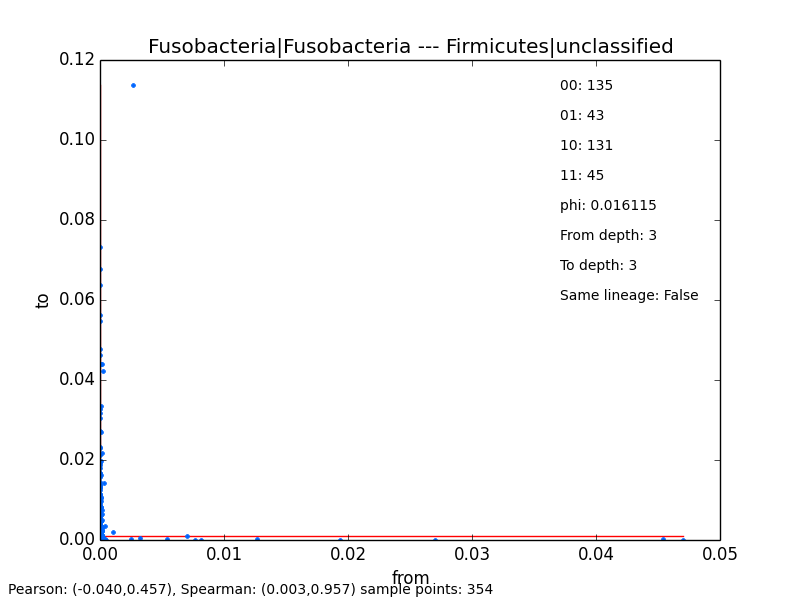 Fusobacteria|Fusobacteria --- Firmicutes|unclassified
0.12
0.10
0.08
0.06
0.04
0.02
0.00
to
00: 135
01: 43
10: 131
11: 45
phi: 0.016115
From depth: 3
To depth: 3
Same lineage: False
0.00 0.01 0.02 0.03 0.04 0.05
from
Pearson: (-0.040,0.457), Spearman: (0.003,0.957) sample points: 354